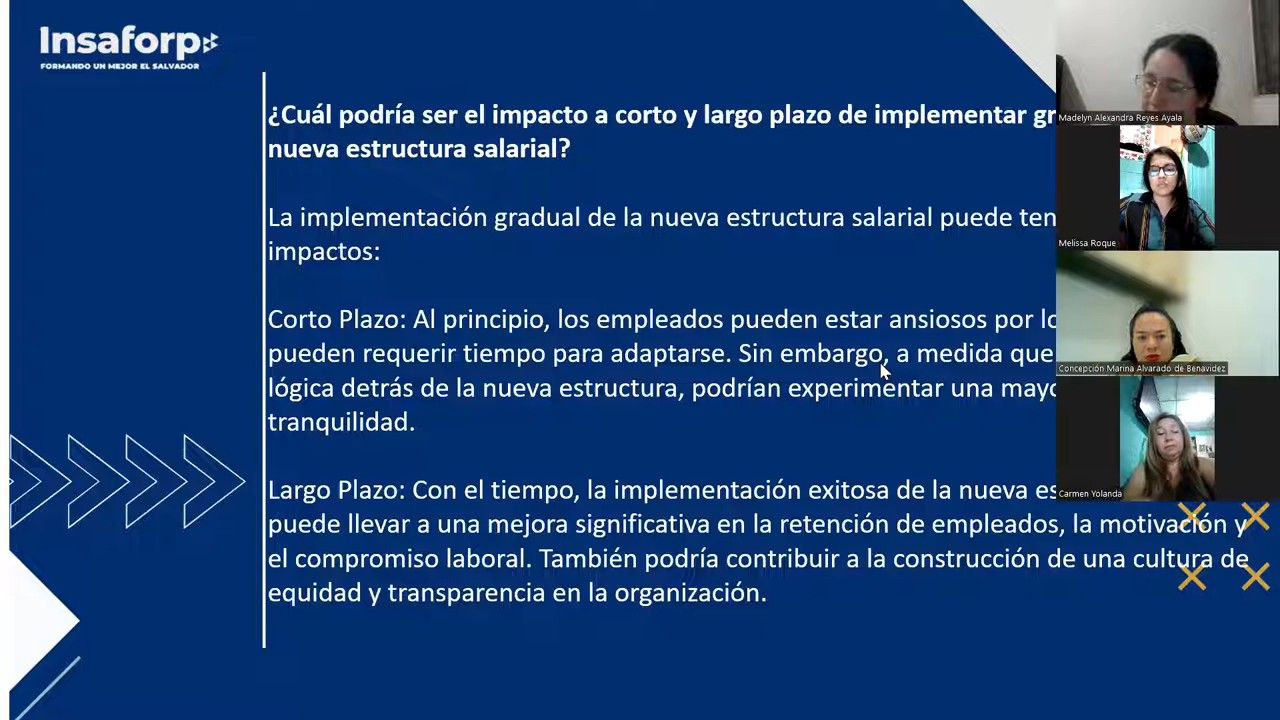 Insaforp
FORMANDO UN MEJOR EL SALVADOR
¿Cuál podría ser el impacto a corto y largo plazo de implementar
nueva estructura salarial?
La implementación gradual de la nueva estructura salarial puede
impactos:
Corto Plazo: Al principio, los empleados pueden estar ansiosos por
pueden requerir tiempo para adaptarse. Sin embargo, a medida que
lógica detrás de la nueva estructura, podrían experimentar una
tranquilidad.
Largo Plazo: Con el tiempo, la implementación exitosa de la nueva
puede llevar a una mejora significativa en la retención de empleados, la motivación y
el compromiso laboral. También podría contribuir a la construcción de una cultura de
equidad y transparencia en la organización.
Madelyn Alexandra Reyes Ayala
Melissa Roque
Concepción Marina Alvarado de Benavidez
Carmen Yolanda